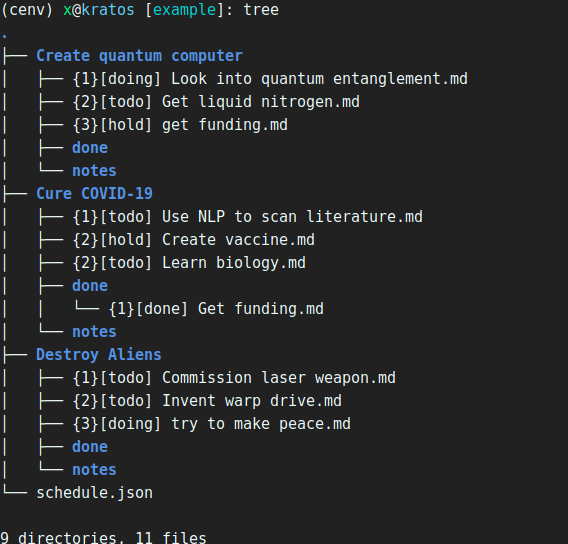 (cenv) x@kratos [example]: tree
.
├── Create quantum computer
│   ├── {1}[doing] Look into quantum entanglement.md
│   ├── {2}[todo] Get liquid nitrogen.md
│   ├── {3}[hold] get funding.md
│   ├── done
│   └── notes
├── Cure COVID-19
│   ├── {1}[todo] Use NLP to scan literature.md
│   ├── {2}[hold] Create vaccine.md
│   ├── {2}[todo] Learn biology.md
│   ├── done
│   │   └── {1}[done] Get funding.md
│   └── notes
├── Destroy Aliens
│   ├── {1}[todo] Commission laser weapon.md
│   ├── {2}[todo] Invent warp drive.md
│   ├── {3}[doing] try to make peace.md
│   ├── done
│   └── notes
└── schedule.json
9 directories, 11 files